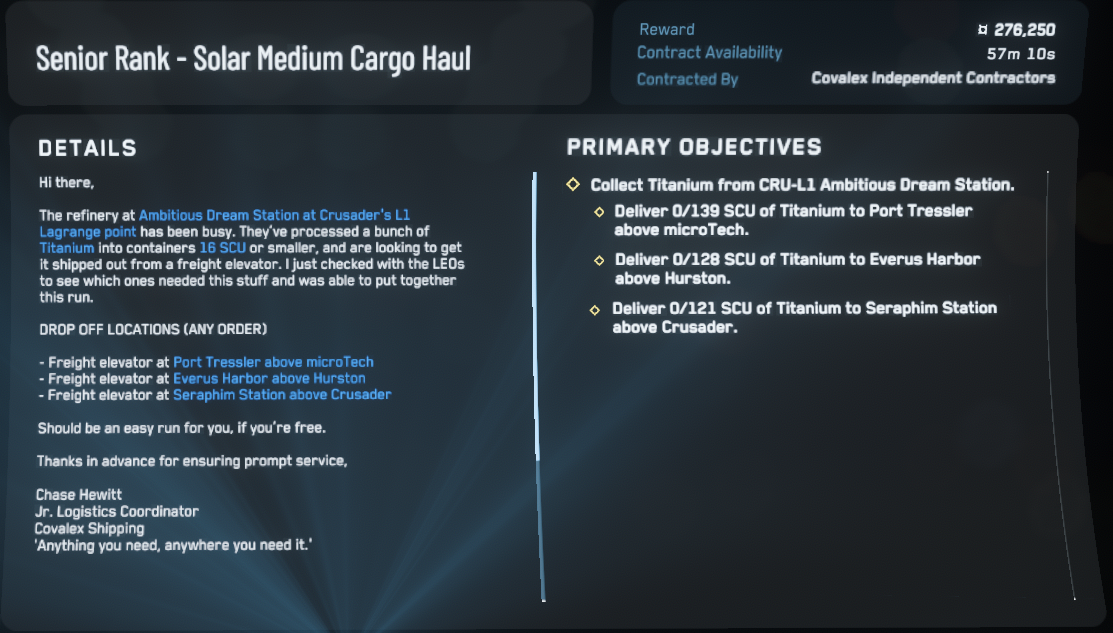 Senior Rank - Solar Medium Cargo Haul
Reward ¤ 276,250
Contract Availability 57m 10s
Contracted By Covalex Independent Contractors
DETAILS
Hi there,
The refinery at Ambitious Dream Station at Crusader's L1
Lagrange point has been busy. They've processed a bunch of
Titanium into containers 16 SCU or smaller, and are looking to get
it shipped out from a freight elevator. I just checked with the LEOs
to see which ones needed this stuff and was able to put together
this run.
DROP OFF LOCATIONS (ANY ORDER)
- Freight elevator at Port Tressler above microTech
- Freight elevator at Everus Harbor above Hurston
- Freight elevator at Seraphim Station above Crusader
Should be an easy run for you, if you're free.
Thanks in advance for ensuring prompt service,
Chase Hewitt
Jr. Logistics Coordinator
Covalex Shipping
'Anything you need, anywhere you need it.'
PRIMARY OBJECTIVES
Collect Titanium from CRU-L1 Ambitious Dream Station.
Deliver 0/139 SCU of Titanium to Port Tressler
above microTech.
Deliver 0/128 SCU of Titanium to Everus Harbor
above Hurston.
Deliver 0/121 SCU of Titanium to Seraphim Station
above Crusader.